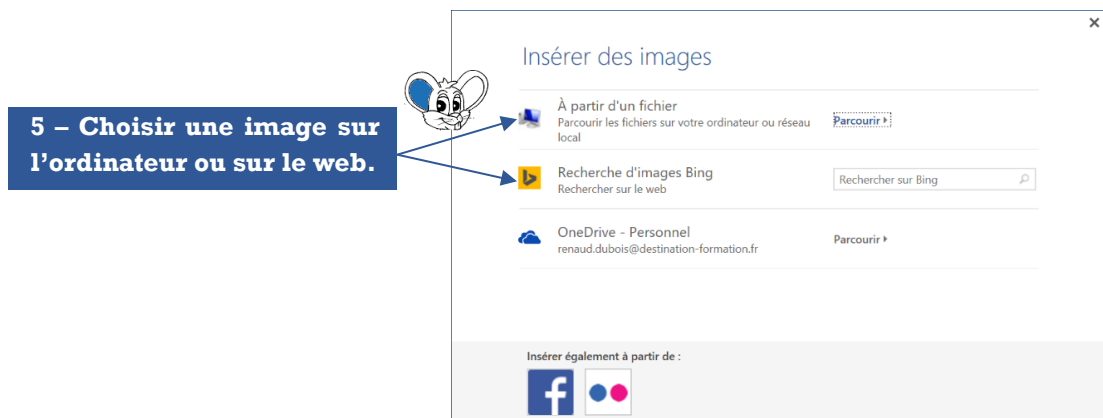 Insérer des images
5 – Choisir une image sur
l'ordinateur ou sur le web.
À partir d'un fichier
Parcourir les fichiers sur votre ordinateur ou réseau
local
Parcourir
Recherche d'images Bing
Rechercher sur le web
Rechercher sur Bing
OneDrive - Personnel
renaud.dubois@destination-formation.fr
Parcourir
Insérer également à partir de :